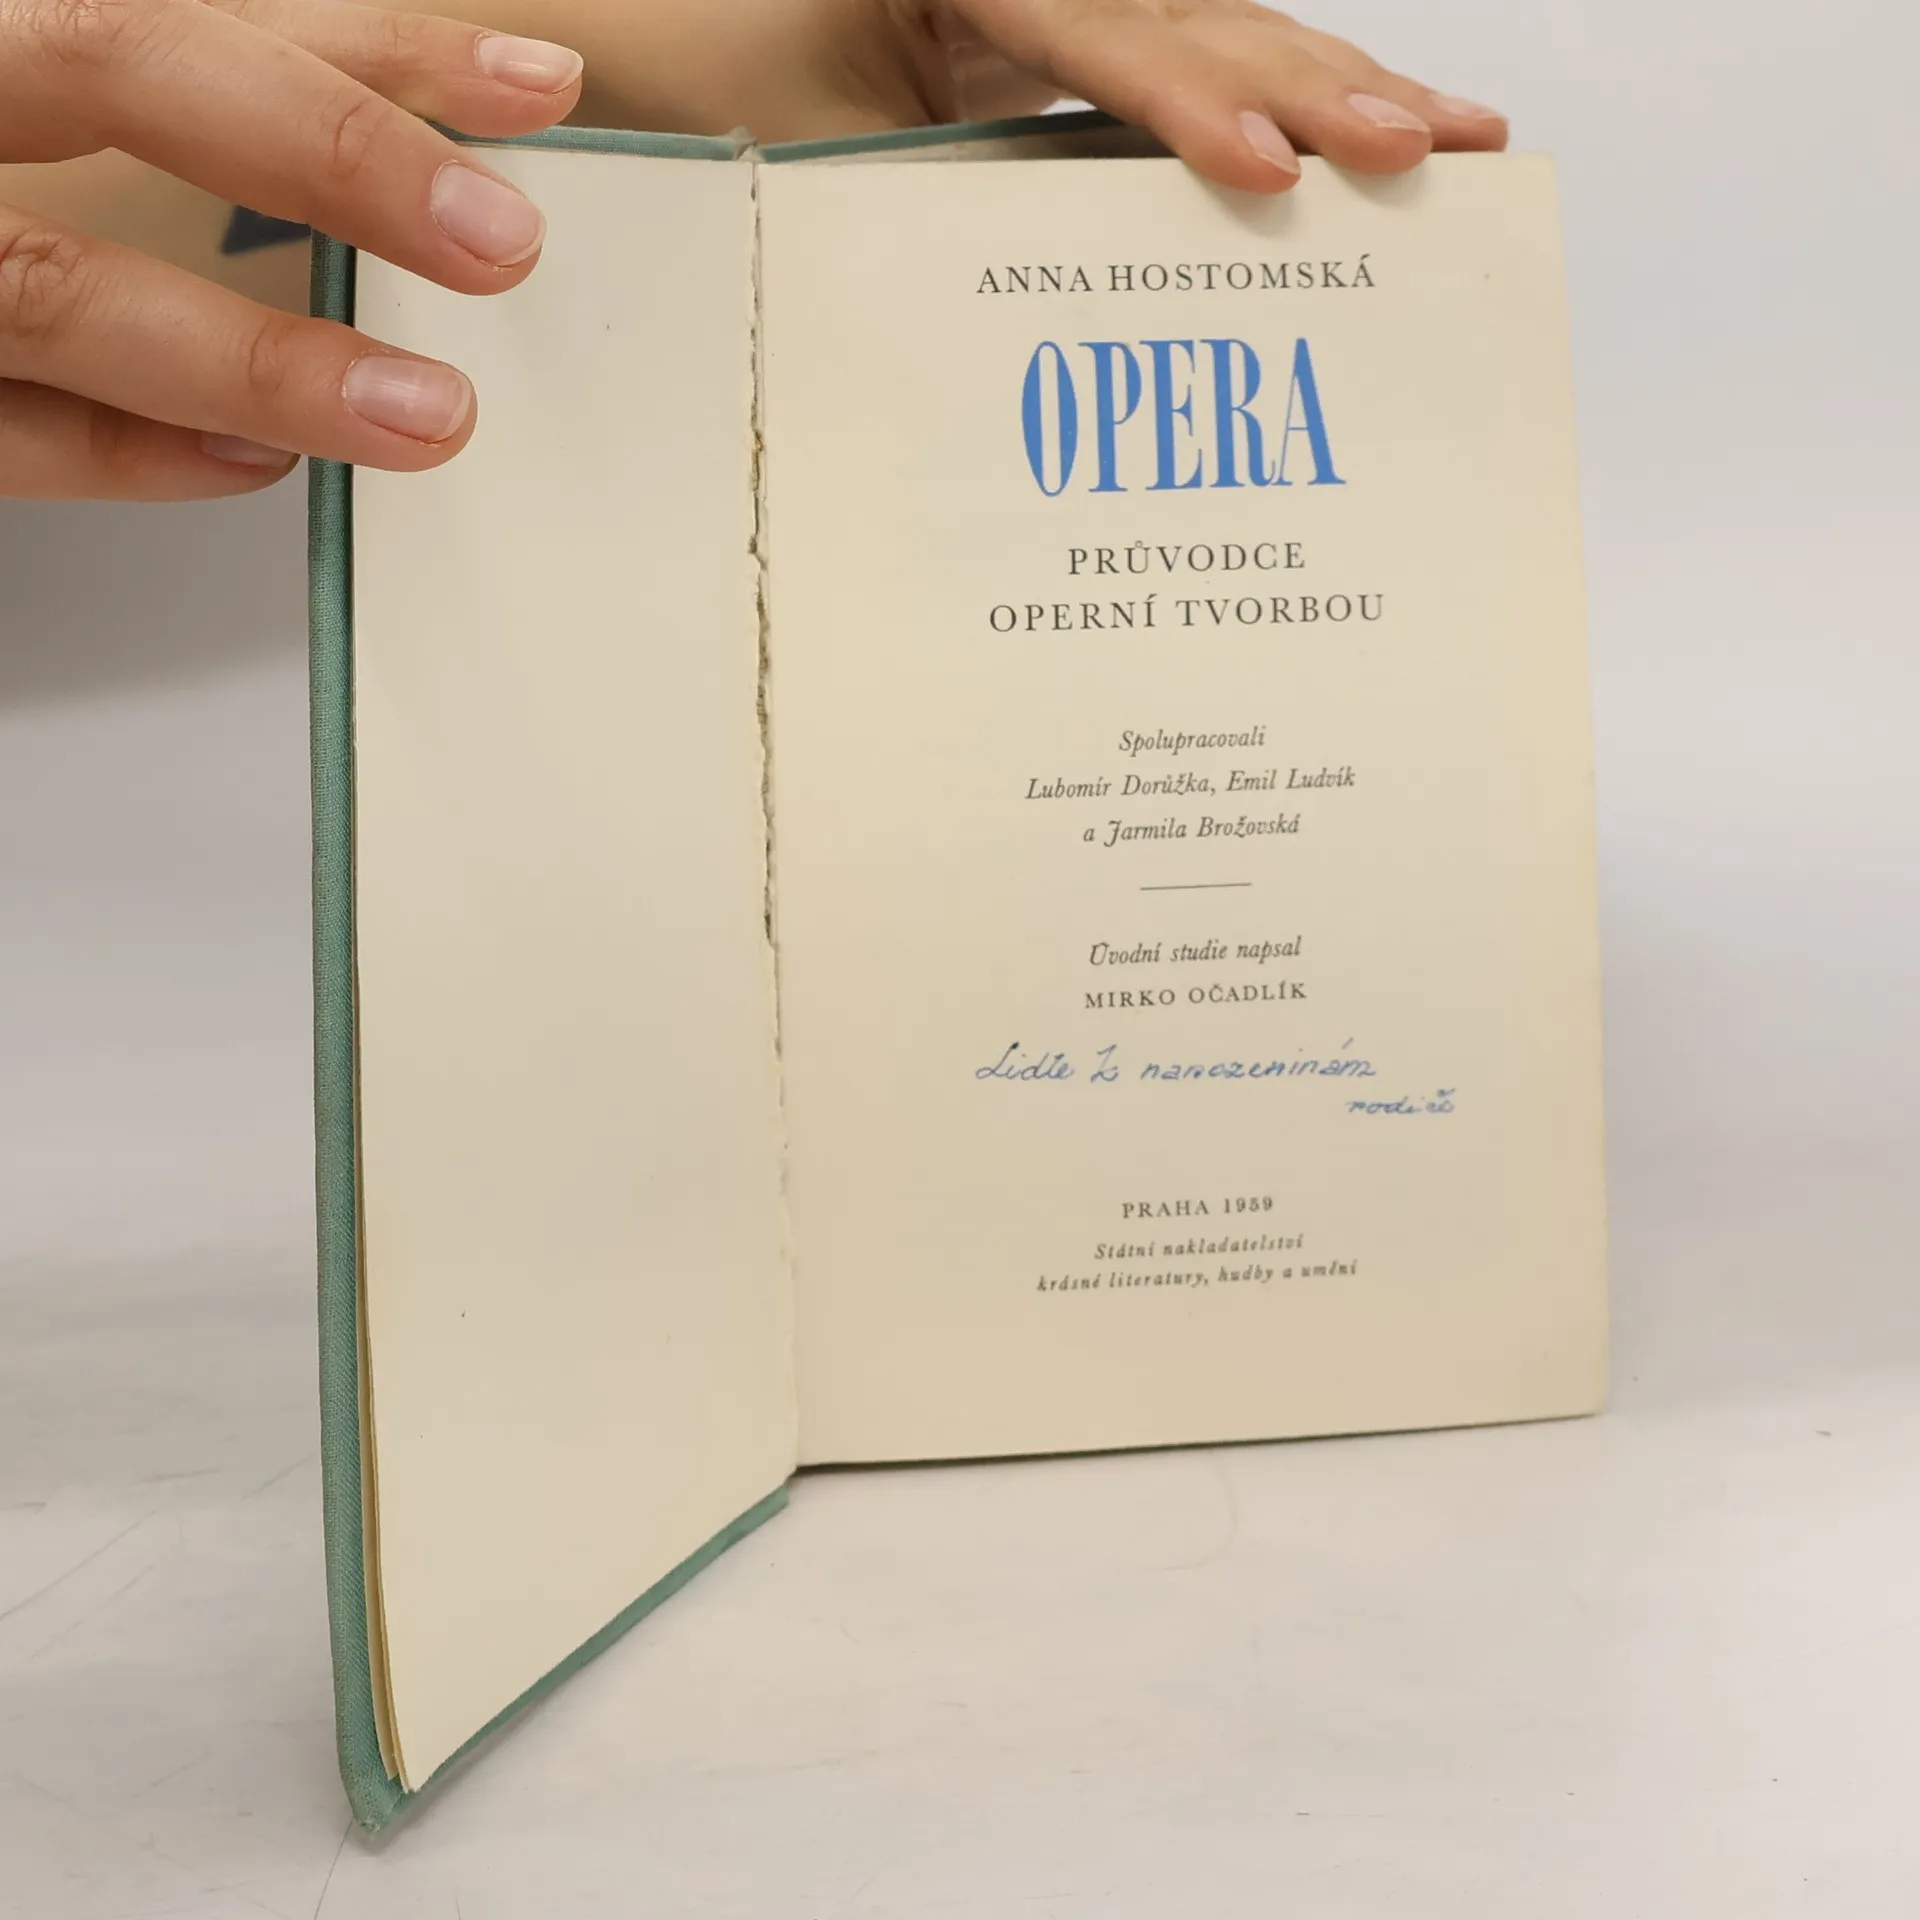 ANNA HOSTOMSKÁ
OPERA
PRŮVODCE
OPERNÍ TVORBOU
Spolupracovali
Lubomír Dorůžka, Emil Ludvík
a Jarmila Brožovská
Úvodní studie napsal
MIRKO OČADLÍK
Lidle k narozeninám
rodiče
PRAHA 1959
Státní nakladatelství
krásné literatury, hudby a umění